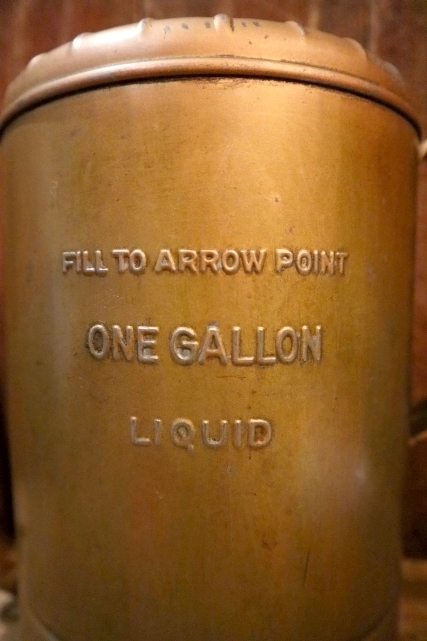 FILL TO ARROW POINT
ONE GALLON
LIQUID